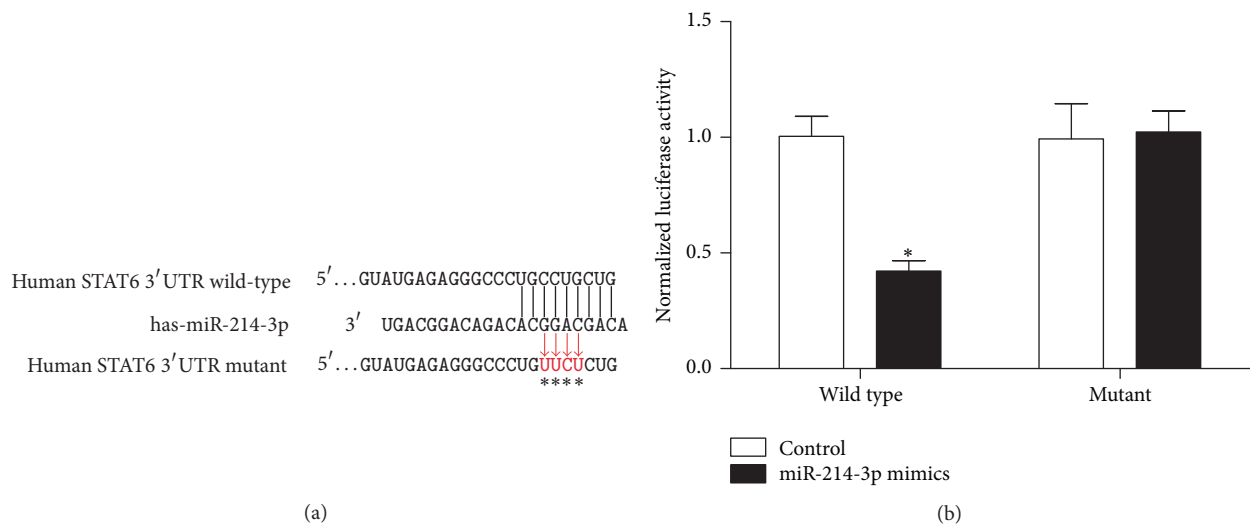 Human STAT6 3′UTR wild-type 5′...GUAUGAGAGGGCCCUGCCUGCUG
has-miR-214-3p 3′ UGACGGACAGACACGGACGACA
Human STAT6 3′UTR mutant 5′...GUAUGAGAGGGCCCUGUUCUCUG
****
(a)
Normalized luciferase activity
1.5
1.0
0.5
0.0
*
Wild type Mutant
Control
miR-214-3p mimics
(b)